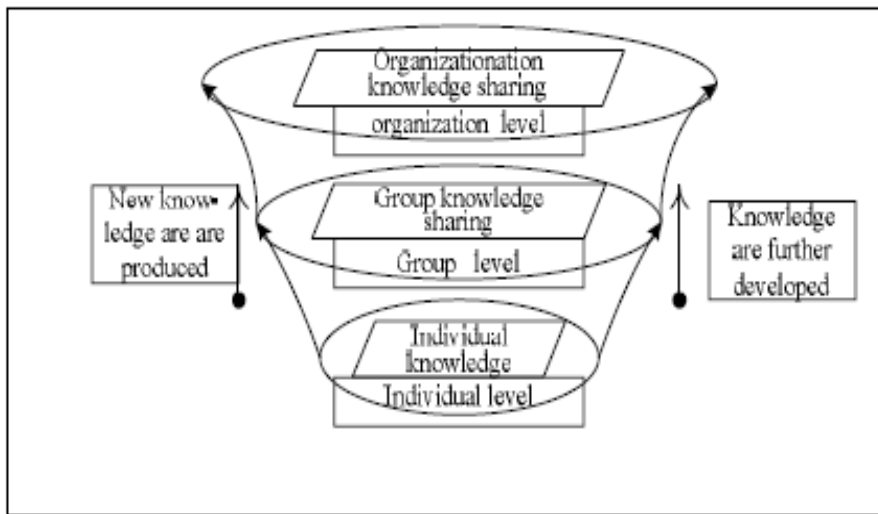 Organizationation
knowledge sharing
organization level
New know-
ledge are are
produced
Group knowledge
sharing
Group level
Knowledge
are further
developed
Individual
knowledge
Individual level